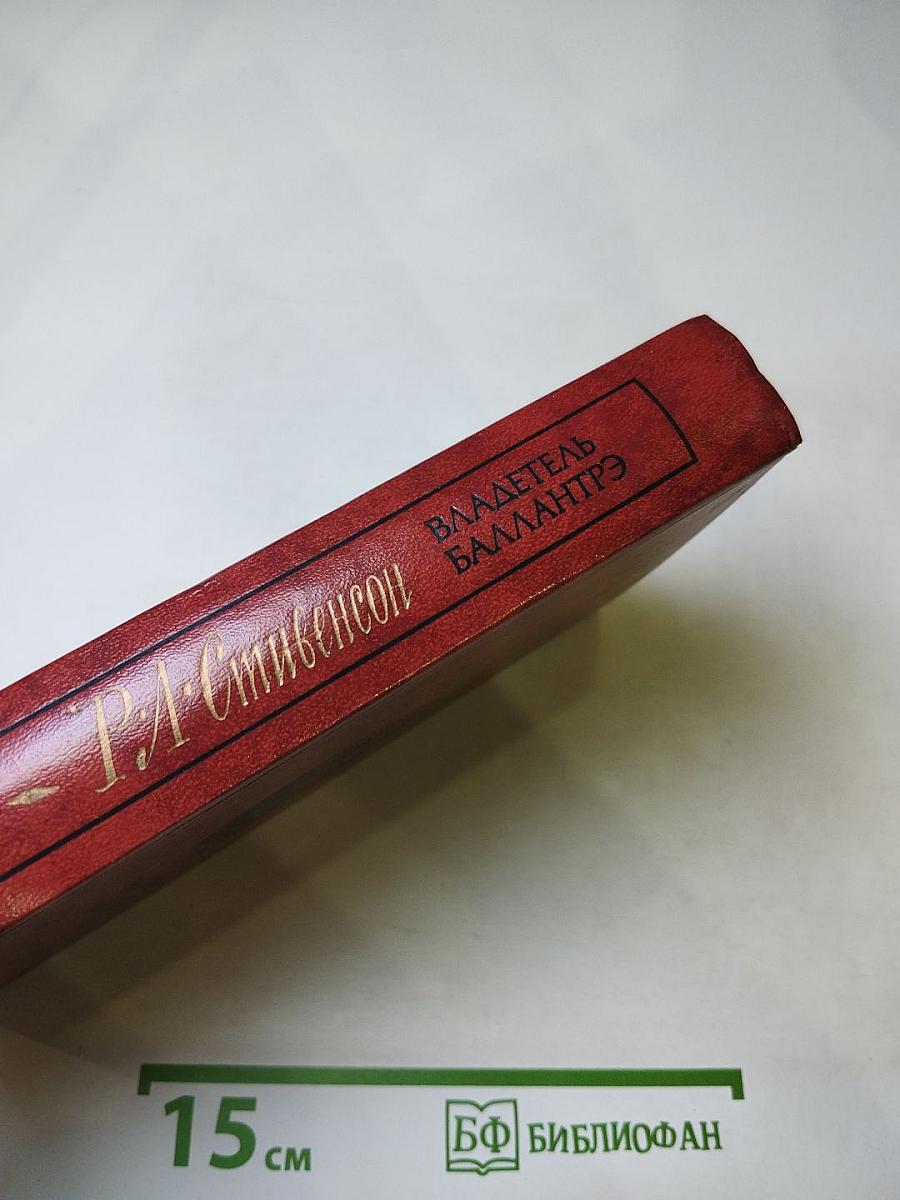 Р·Л·Стивенсон
ВЛАДЕТЕЛЬ
БАЛЛАНТРЭ
15 см
БФ БИБЛИОФАН